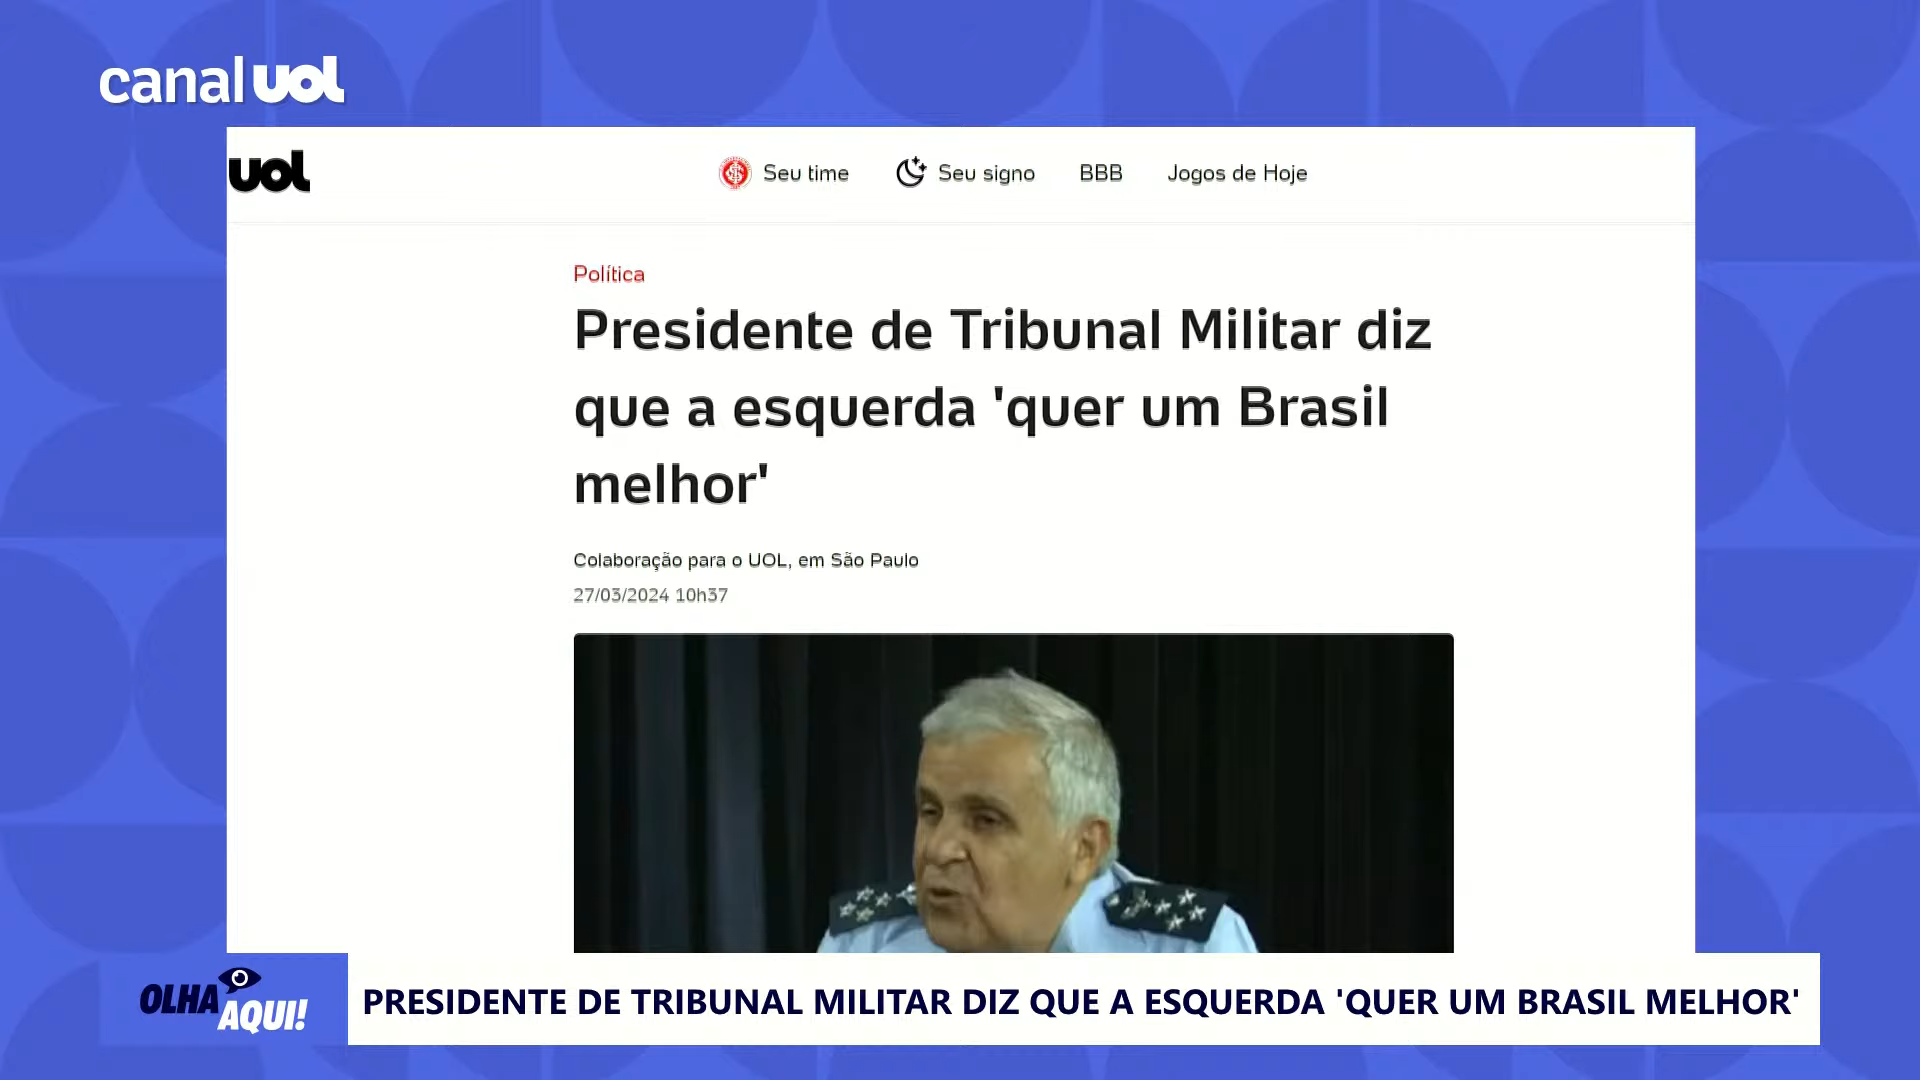 canal uol
uol
Seu time
Seu signo
BBB
Jogos de Hoje
Política
Presidente de Tribunal Militar diz
que a esquerda 'quer um Brasil
melhor'
Colaboração para o UOL, em São Paulo
27/03/2024 10h37
OLHA
AQUI!
PRESIDENTE DE TRIBUNAL MILITAR DIZ QUE A ESQUERDA 'QUER UM BRASIL MELHOR'